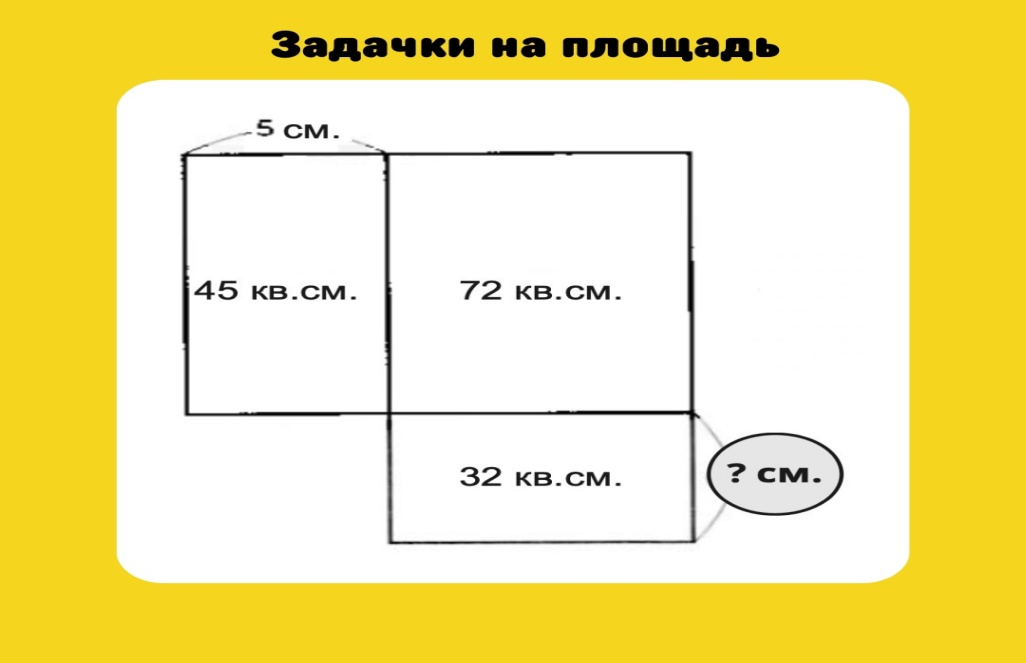 Задачки на площадь
5 см.
45 кв.см.
72 кв.см.
32 кв.см.
? см.